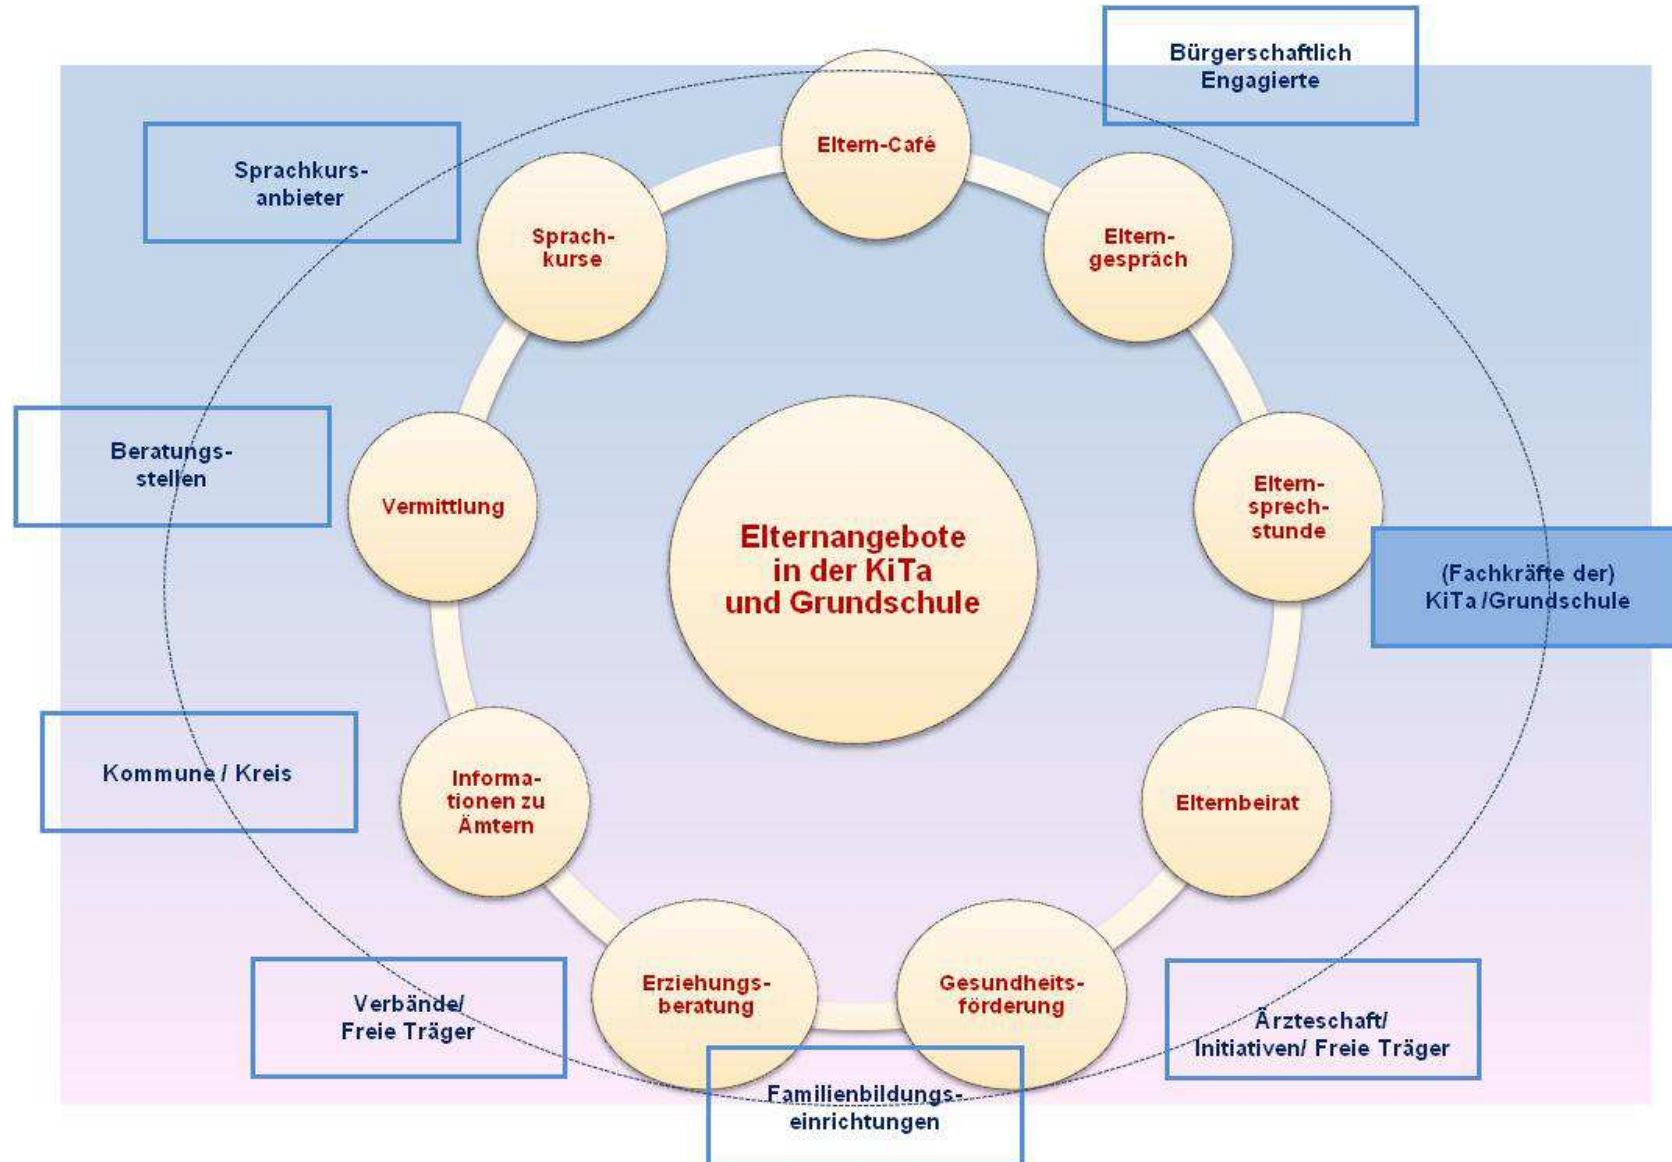 Bürgerschaftlich
Engagierte
Eltern-Café
Sprachkurs-
anbieter
Sprach-
kurse
Eltern-
gespräch
Beratungs-
stellen
Vermittlung
Eltern-
sprech-
stunde
Elternangebote
in der KiTa
und Grundschule
(Fachkräfte der)
KiTa /Grundschule
Kommune / Kreis
Informa-
tionen zu
Ämtern
Elternbeirat
Verbände/
Freie Träger
Erziehungs-
beratung
Gesundheits-
förderung
Ärzteschaft/
Initiativen/ Freie Träger
Familienbildungs-
einrichtungen